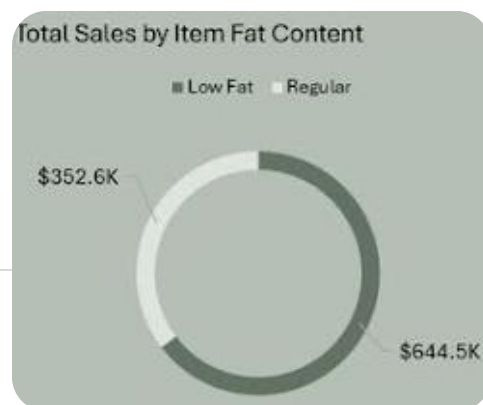 Total Sales by Item Fat Content
Low Fat Regular
$352.6K
$644.5K